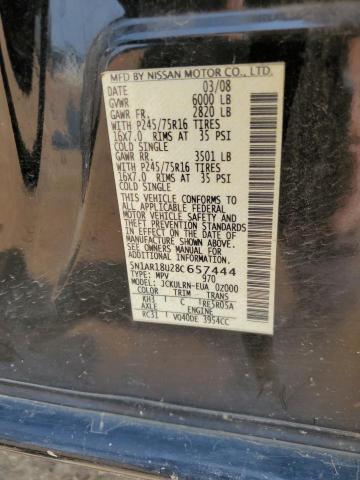 MFD BY NISSAN MOTOR CO., LTD.
DATE 03/08
GVWR 6000 LB
GAWR FR. 2820 LB
WITH P245/75R16 TIRES
16X7.0 RIMS AT 35 PSI
COLD SINGLE
GAWR RR. 3501 LB
WITH P245/75R16 TIRES
16X7.0 RIMS AT 35 PSI
COLD SINGLE
THIS VEHICLE CONFORMS TO ALL
APPLICABLE FEDERAL MOTOR
VEHICLE SAFETY AND
THEFT PREVENTION STANDARDS
IN EFFECT ON THE DATE OF
MANUFACTURE SHOWN ABOVE.
SEE OWNERS MANUAL FOR
ADDITIONAL INFORMATION
5N1AR18U28C657444
TYPE: MPV 970
MODEL: JCKULRN-EUA 0Z000
COLOR TRIM TRANS
KH3 C TRE5R05A
AXLE ENGINE
RC31 VQ40DE 3954CC